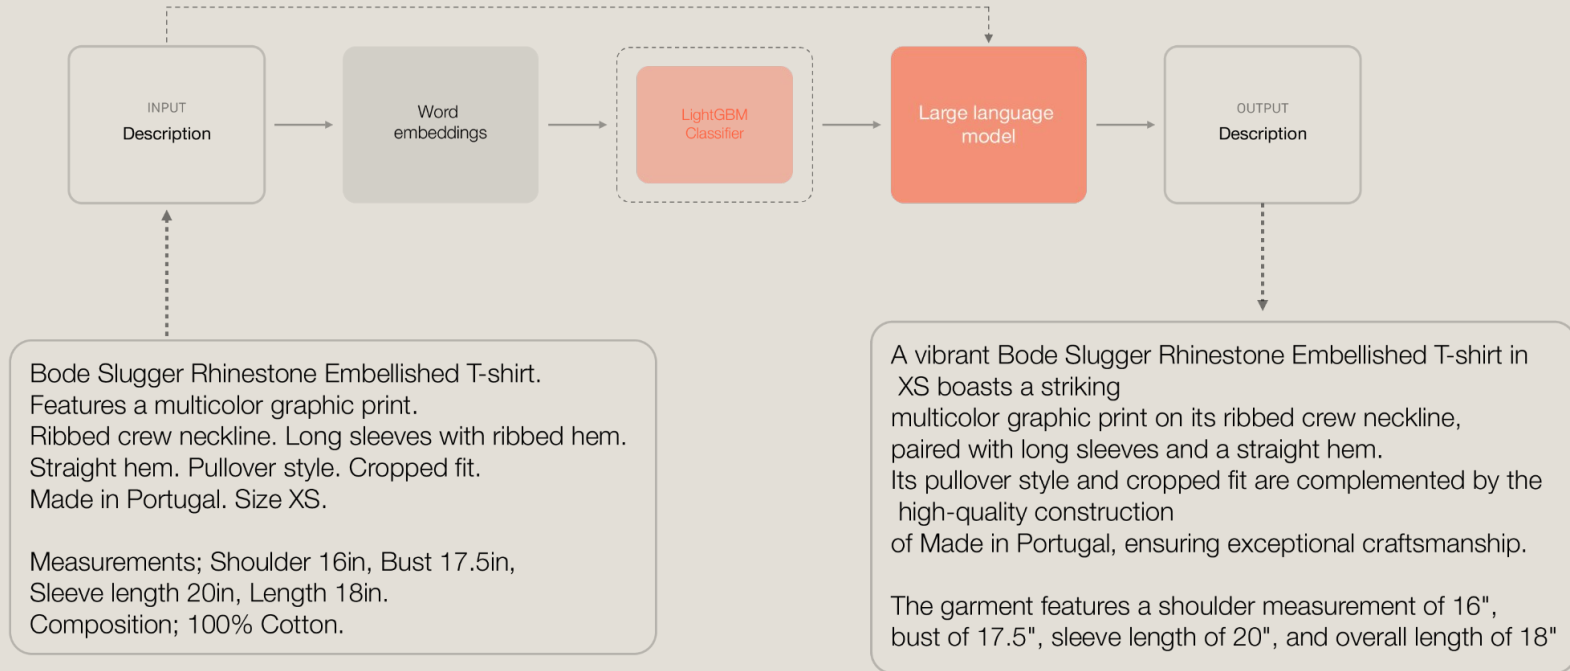 INPUT
Description
Word
embeddings
LightGBM
Classifier
Large language
model
OUTPUT
Description
Bode Slugger Rhinestone Embellished T-shirt.
Features a multicolor graphic print.
Ribbed crew neckline. Long sleeves with ribbed hem.
Straight hem. Pullover style. Cropped fit.
Made in Portugal. Size XS.
Measurements; Shoulder 16in, Bust 17.5in,
Sleeve length 20in, Length 18in.
Composition; 100% Cotton.
A vibrant Bode Slugger Rhinestone Embellished T-shirt in
XS boasts a striking
multicolor graphic print on its ribbed crew neckline,
paired with long sleeves and a straight hem.
Its pullover style and cropped fit are complemented by the
high-quality construction
of Made in Portugal, ensuring exceptional craftsmanship.
The garment features a shoulder measurement of 16",
bust of 17.5", sleeve length of 20", and overall length of 18"